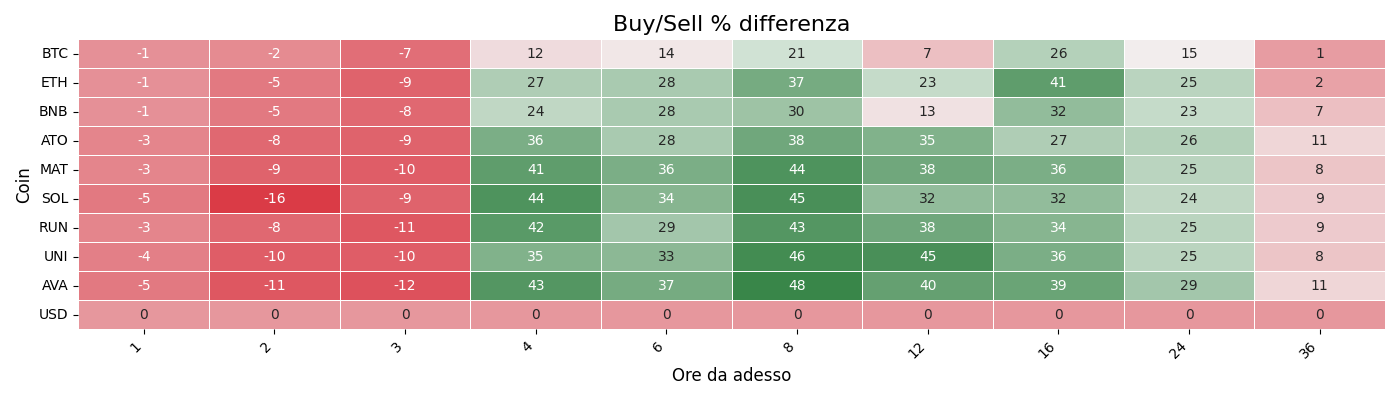 Buy/Sell % differenza
Coin
BTC -1 -2 -7 12 14 21 7 26 15 1
ETH -1 -5 -9 27 28 37 23 41 25 2
BNB -1 -5 -8 24 28 30 13 32 23 7
ATO -3 -8 -9 36 28 38 35 27 26 11
MAT -3 -9 -10 41 36 44 38 36 25 8
SOL -5 -16 -9 44 34 45 32 32 24 9
RUN -3 -8 -11 42 29 43 38 34 25 9
UNI -4 -10 -10 35 33 46 45 36 25 8
AVA -5 -11 -12 43 37 48 40 39 29 11
USD 0 0 0 0 0 0 0 0 0 0
1 2 3 4 6 8 12 16 24 36
Ore da adesso